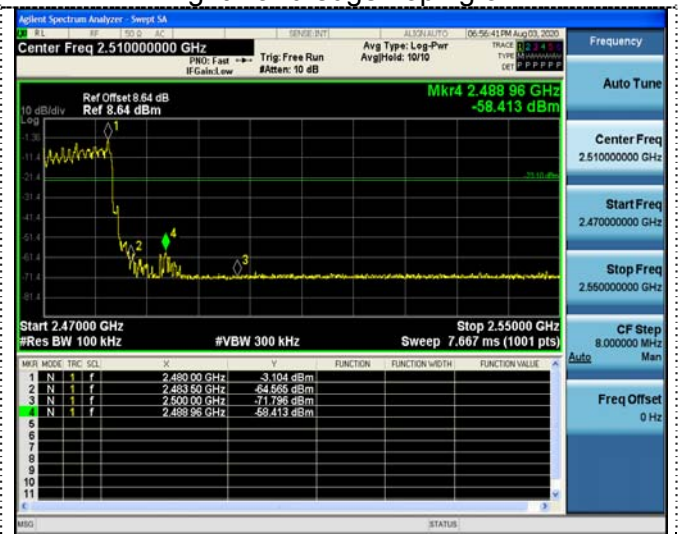 Agilent Spectrum Analyzer - Swept SA
RL RF 50 Ω AC SENSE:INT ALIGN AUTO 06:56:41 PM Aug 03, 2020
Center Freq 2.510000000 GHz
PNO: Fast
IFGain:Low
Trig: Free Run
#Atten: 10 dB
Avg Type: Log-Pwr
Avg|Hold: 10/10
TRACE 1 2 3 4 5 6
TYPE
DET P P P P P P
Frequency
Auto Tune
Center Freq
2.510000000 GHz
Start Freq
2.470000000 GHz
Stop Freq
2.550000000 GHz
CF Step
8.000000 MHz
Auto Man
Freq Offset
0 Hz
Mkr4 2.488 96 GHz
-58.413 dBm
Ref Offset 8.64 dB
10 dB/div Ref 8.64 dBm
Log
-1.36
-11.4
-21.4
-31.4
-41.4
-51.4
-61.4
-71.4
-81.4
1
2
4
3
-23.10 dBm
Start 2.47000 GHz Stop 2.55000 GHz
#Res BW 100 kHz #VBW 300 kHz Sweep 7.667 ms (1001 pts)
MKR MODE TRC SCL X Y FUNCTION FUNCTION WIDTH FUNCTION VALUE
1 N 1 f 2.480 00 GHz -3.104 dBm
2 N 1 f 2.483 50 GHz -64.565 dBm
3 N 1 f 2.500 00 GHz -71.796 dBm
4 N 1 f 2.488 96 GHz -58.413 dBm
5
6
7
8
9
10
11
MSG STATUS